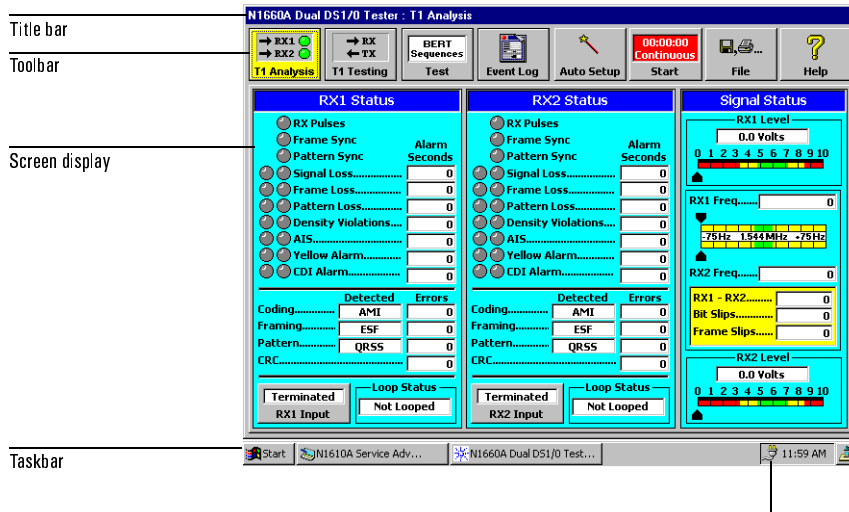 N1660A Dual DS1/0 Tester : T1 Analysis
Title bar
Toolbar
Screen display
Taskbar
RX1
RX2
T1 Analysis
RX
TX
T1 Testing
BERT
Sequences
Test
Event Log
Auto Setup
00:00:00
Continuous
Start
File
Help
RX1 Status
RX Pulses
Frame Sync
Pattern Sync
Alarm
Seconds
Signal Loss............... 0
Frame Loss............. 0
Pattern Loss........... 0
Density Violations.... 0
AIS......................... 0
Yellow Alarm........... 0
CDI Alarm................ 0
Detected Errors
Coding............. AMI 0
Framing........... ESF 0
Pattern............ QRSS 0
CRC................................ 0
Terminated
RX1 Input
Loop Status
Not Looped
RX2 Status
RX Pulses
Frame Sync
Pattern Sync
Alarm
Seconds
Signal Loss............... 0
Frame Loss............. 0
Pattern Loss........... 0
Density Violations.... 0
AIS......................... 0
Yellow Alarm........... 0
CDI Alarm................ 0
Detected Errors
Coding............. AMI 0
Framing........... ESF 0
Pattern............ QRSS 0
CRC................................ 0
Terminated
RX2 Input
Loop Status
Not Looped
Signal Status
RX1 Level
0.0 Volts
0 1 2 3 4 5 6 7 8 9 10
RX1 Freq...... 0
-75Hz 1.544MHz +75Hz
RX2 Freq...... 0
RX1 - RX2......... 0
Bit Slips............ 0
Frame Slips...... 0
RX2 Level
0.0 Volts
0 1 2 3 4 5 6 7 8 9 10
Start
N1610A Service Adv...
N1660A Dual DS1/0 Test...
11:59 AM